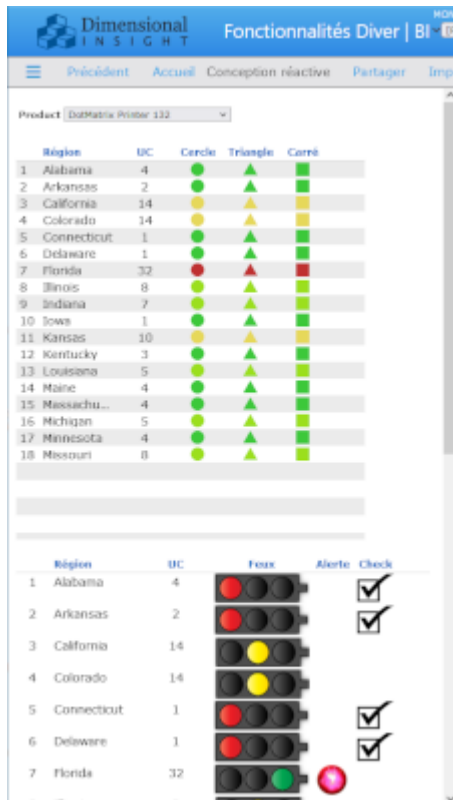 Dimensional
INSIGHT
Fonctionnalités Diver | BI
Précédent Accueil Conception réactive Partager Imp
Product DotMatrix Printer 132
Région UC Cercle Triangle Carré
1 Alabama 4
2 Arkansas 2
3 California 14
4 Colorado 14
5 Connecticut 1
6 Delaware 1
7 Florida 32
8 Illinois 8
9 Indiana 7
10 Iowa 1
11 Kansas 10
12 Kentucky 3
13 Louisiana 5
14 Maine 4
15 Massachu... 4
16 Michigan 5
17 Minnesota 4
18 Missouri 8
Région UC Feux Alerte Check
1 Alabama 4
2 Arkansas 2
3 California 14
4 Colorado 14
5 Connecticut 1
6 Delaware 1
7 Florida 32